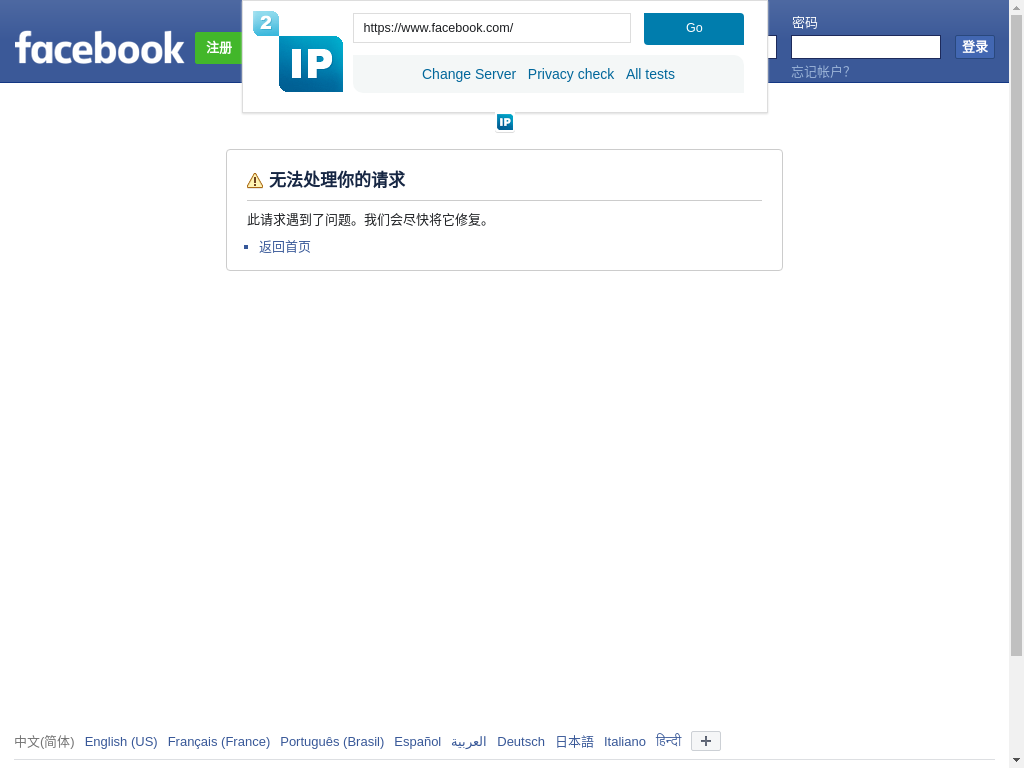 facebook
注册
2
IP
https://www.facebook.com/
Go
Change Server Privacy check All tests
密码
登录
忘记帐户?
IP
无法处理你的请求
此请求遇到了问题。我们会尽快将它修复。
返回首页
中文(简体) English (US) Français (France) Português (Brasil) Español العربية Deutsch 日本語 Italiano हिन्दी